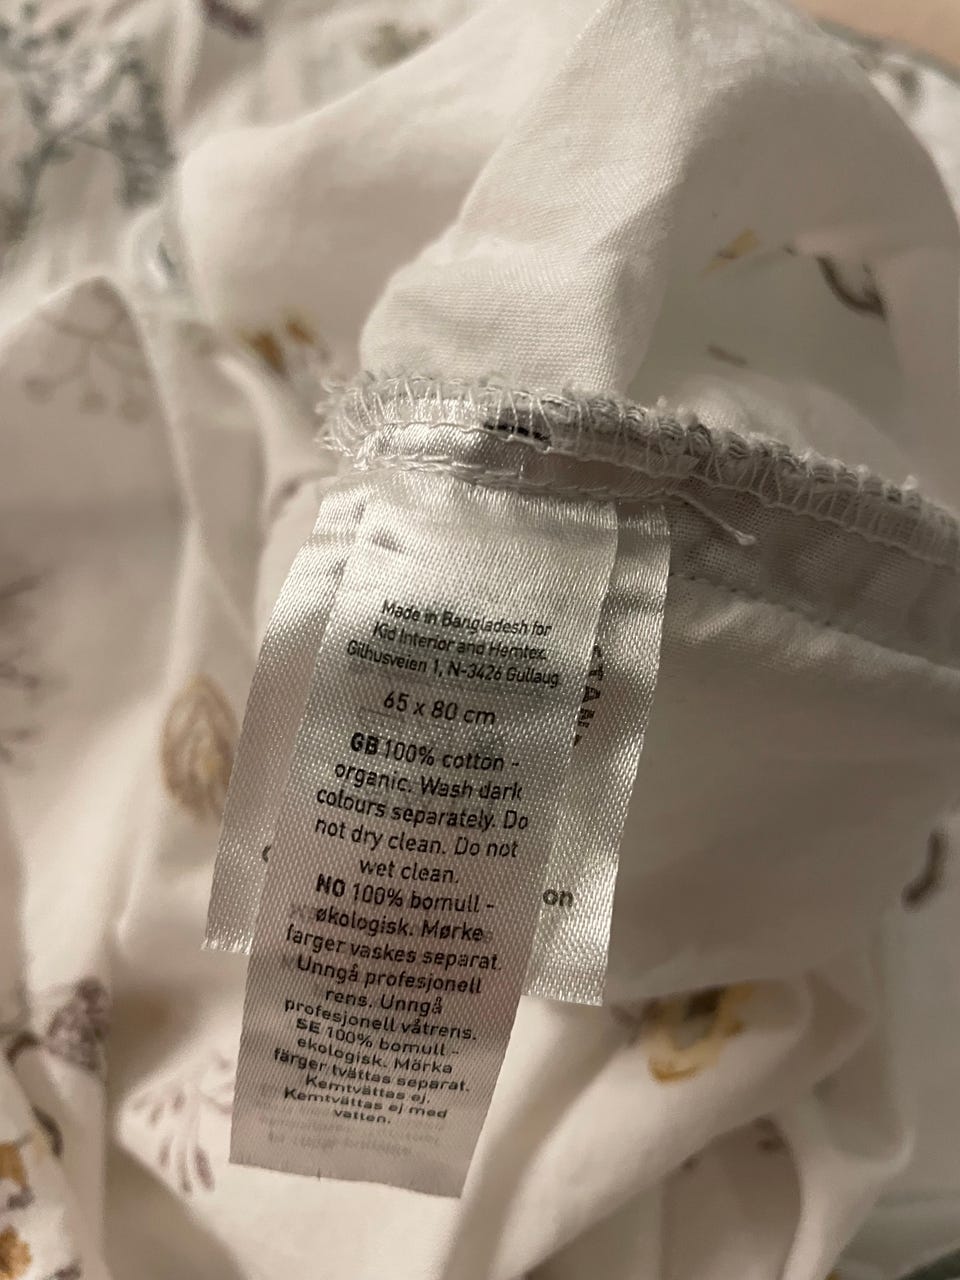 Made in Bangladesh for
Kid Interior and Hemtex
Gilhusveien 1, N-3426 Gullaug
65 x 80 cm
GB 100% cotton -
organic. Wash dark
colours separately. Do
not dry clean. Do not
wet clean.
NO 100% bomull -
økologisk. Mørke
farger vaskes separat.
Unngå profesjonell
rens. Unngå
profesjonell våtrens.
SE 100% bomull -
ekologisk. Mörka
färger tvättas separat.
Kemtvättas ej.
Kemtvättas ej med
vatten.
on